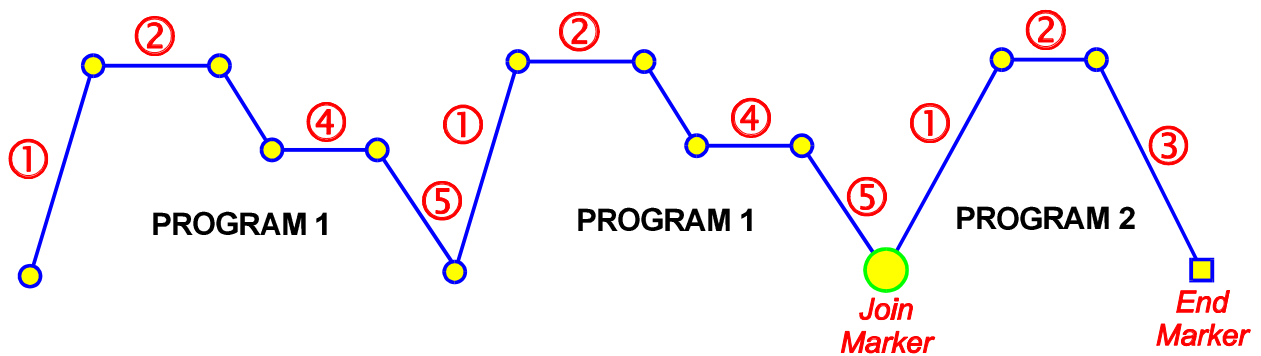 ② ② ②
① ④ ① ④ ① ③
⑤ ⑤
PROGRAM 1 PROGRAM 1 PROGRAM 2
Join
Marker
End
Marker